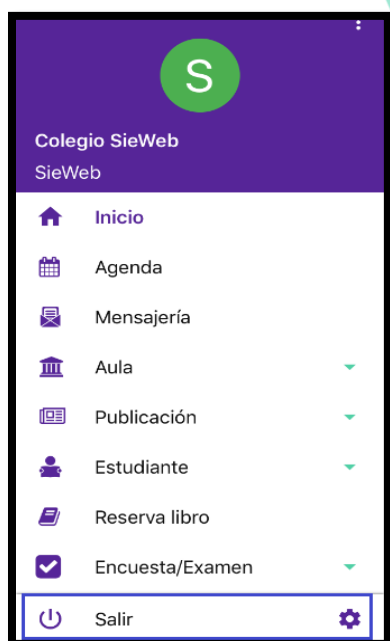 S
Colegio SieWeb
SieWeb
Inicio
Agenda
Mensajería
Aula
Publicación
Estudiante
Reserva libro
Encuesta/Examen
Salir